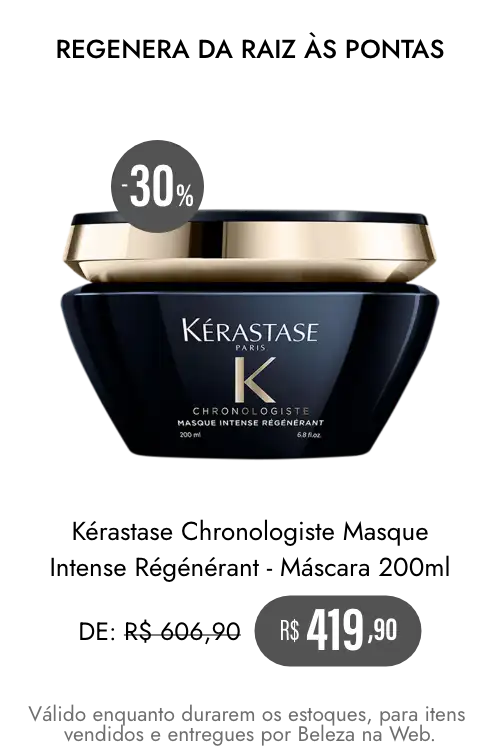 REGENERA DA RAIZ ÀS PONTAS
-30%
KÉRASTASE
PARIS
K
CHRONOLOGISTE
MASQUE INTENSE RÉGÉNÉRANT
200 ml 6.8 fl.oz.
Kérastase Chronologiste Masque
Intense Régénérant - Máscara 200ml
DE: R$ 606,90 R$ 419,90
Válido enquanto durarem os estoques, para itens
vendidos e entregues por Beleza na Web.